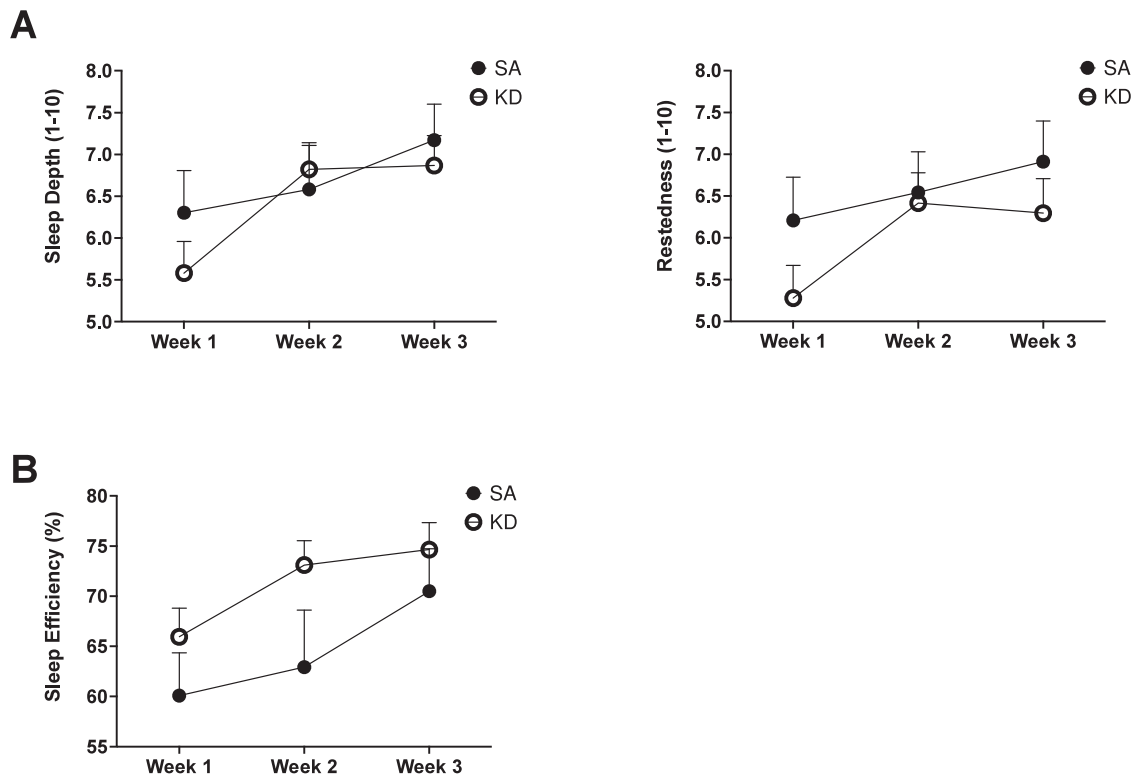 A
Sleep Depth (1-10)
8.0
7.5
7.0
6.5
6.0
5.5
5.0
Week 1
Week 2
Week 3
SA
KD
Restedness (1-10)
8.0
7.5
7.0
6.5
6.0
5.5
5.0
Week 1
Week 2
Week 3
SA
KD
B
Sleep Efficiency (%)
80
75
70
65
60
55
Week 1
Week 2
Week 3
SA
KD